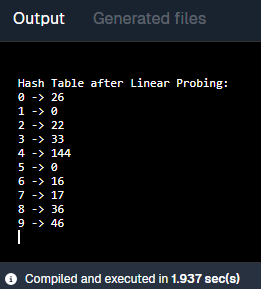 Output Generated files
Hash Table after Linear Probing:
0 -> 26
1 -> 0
2 -> 22
3 -> 33
4 -> 144
5 -> 0
6 -> 16
7 -> 17
8 -> 36
9 -> 46
Compiled and executed in 1.937 sec(s)